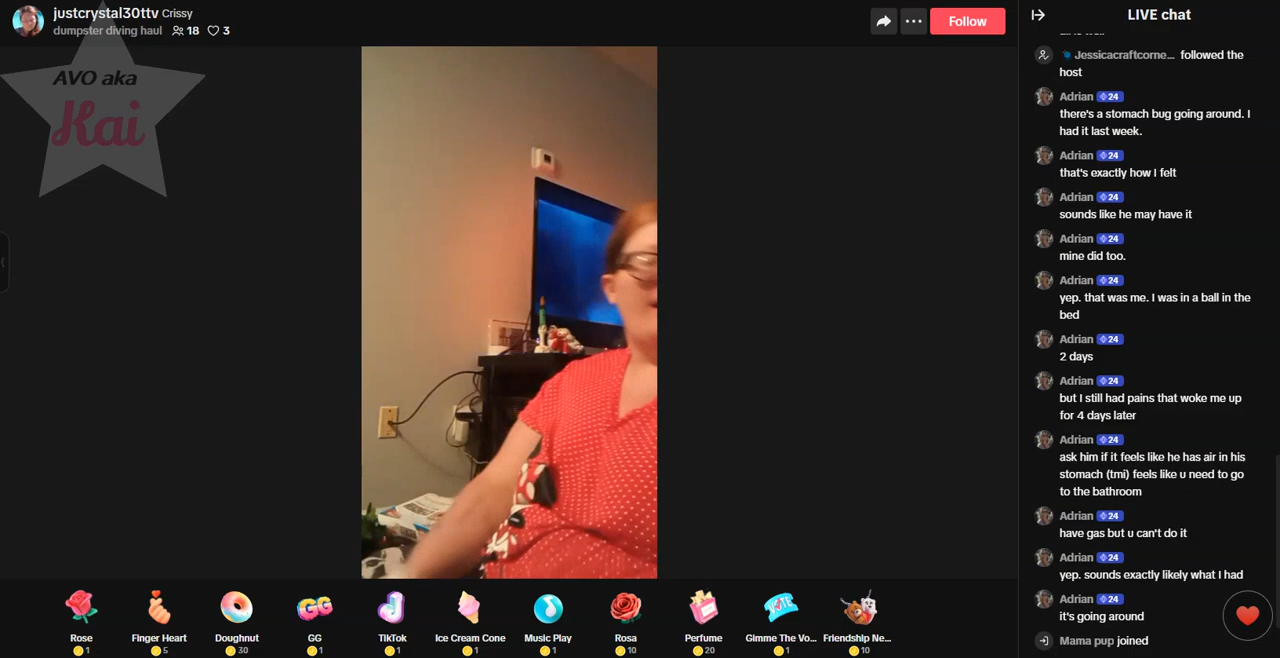 justcrystal30ttv Crissy
dumpster diving haul 18 3
Follow
AVO aka
Kai
LIVE chat
Jessicacraftcorne... followed the
host
Adrian 24
there's a stomach bug going around. I
had it last week.
Adrian 24
that's exactly how I felt
Adrian 24
sounds like he may have it
Adrian 24
mine did too.
Adrian 24
yep. that was me. I was in a ball in the
bed
Adrian 24
2 days
Adrian 24
but I still had pains that woke me up
for 4 days later
Adrian 24
ask him if it feels like he has air in his
stomach (tmi) feels like u need to go
to the bathroom
Adrian 24
have gas but u can't do it
Adrian 24
yep. sounds exactly likely what I had
Adrian 24
it's going around
Mama pup joined
GG
VOTE
Rose Finger Heart Doughnut GG TikTok Ice Cream Cone Music Play Rosa Perfume Gimme The Vo... Friendship Ne...
1 5 30 1 1 1 1 10 20 1 10